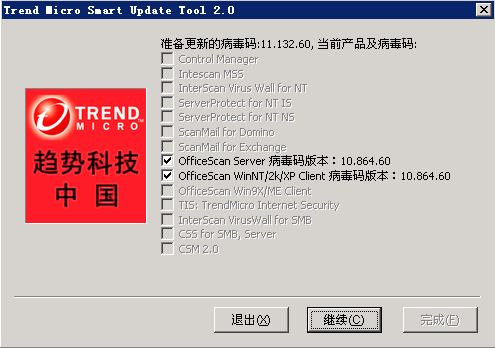 Trend Micro Smart Update Tool 2.0
准备更新的病毒码:11.132.60, 当前产品及病毒码:
Control Manager
Intescan MSS
InterScan Virus Wall for NT
ServerProtect for NT IS
ServerProtect for NT NS
ScanMail for Domino
ScanMail for Exchange
OfficeScan Server 病毒码版本：10.864.60
OfficeScan WinNT/2k/XP Client 病毒码版本：10.864.60
OfficeScan Win9X/ME Client
TIS: TrendMicro Internet Security
InterScan VirusWall for SMB
CSS for SMB, Server
CSM 2.0
TREND
MICRO
趋势科技
中国
退出(X)
继续(C)
完成(F)